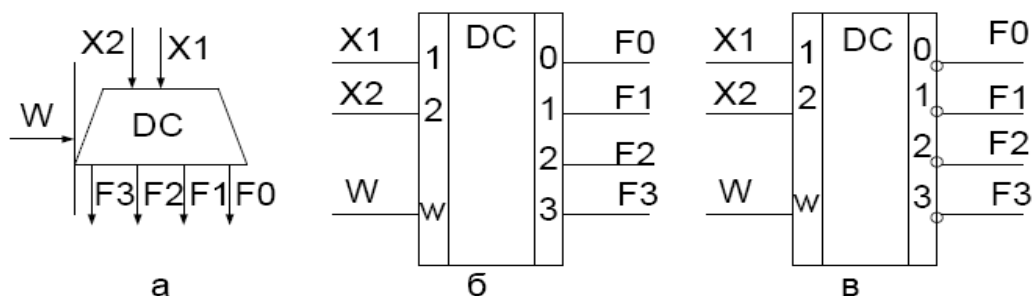 X2 X1
W
DC
F3 F2 F1 F0
а
X1 1 DC 0 F0
X2 2 1 F1
2 F2
W w 3 F3
б
X1 1 DC 0 F0
X2 2 1 F1
2 F2
W w 3 F3
в